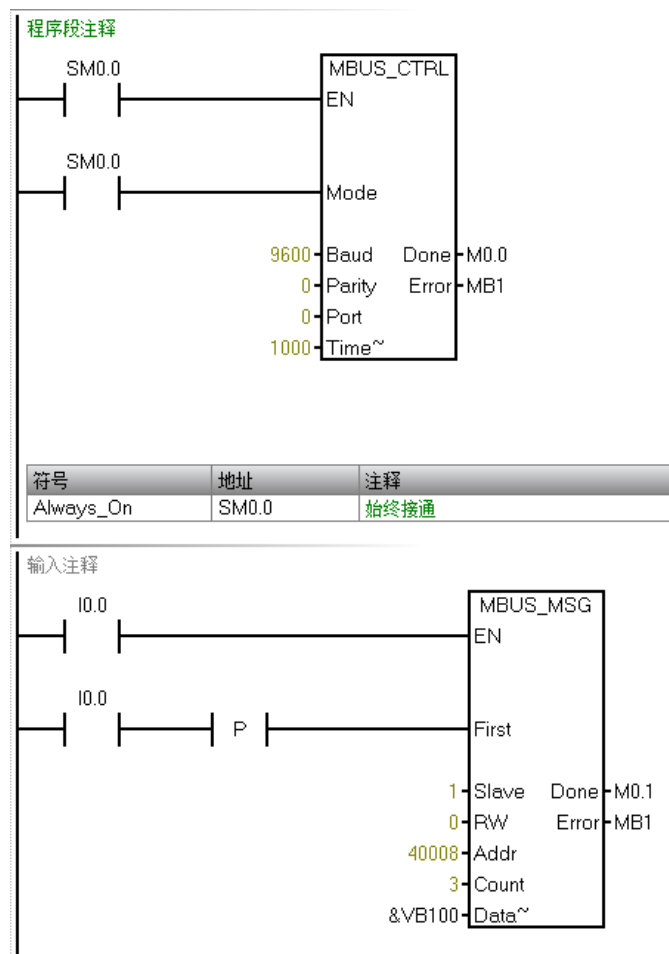 程序段注释
SM0.0
MBUS_CTRL
EN
SM0.0
Mode
9600 Baud Done M0.0
0 Parity Error MB1
0 Port
1000 Time~
符号 地址 注释
Always_On SM0.0 始终接通
输入注释
I0.0
MBUS_MSG
EN
I0.0
P
First
1 Slave Done M0.1
0 RW Error MB1
40008 Addr
3 Count
&VB100 Data~